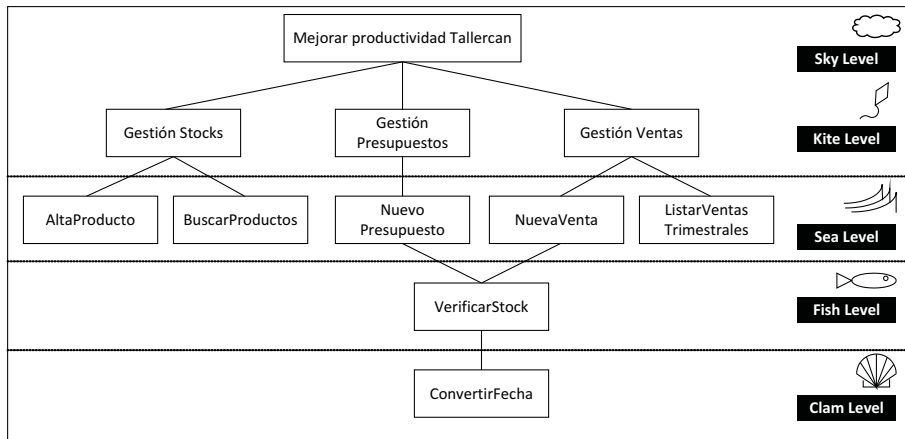 Mejorar productividad Tallercan
Sky Level
Gestión Stocks
Gestión
Presupuestos
Gestión Ventas
Kite Level
AltaProducto
BuscarProductos
Nuevo
Presupuesto
NuevaVenta
ListarVentas
Trimestrales
Sea Level
VerificarStock
Fish Level
ConvertirFecha
Clam Level